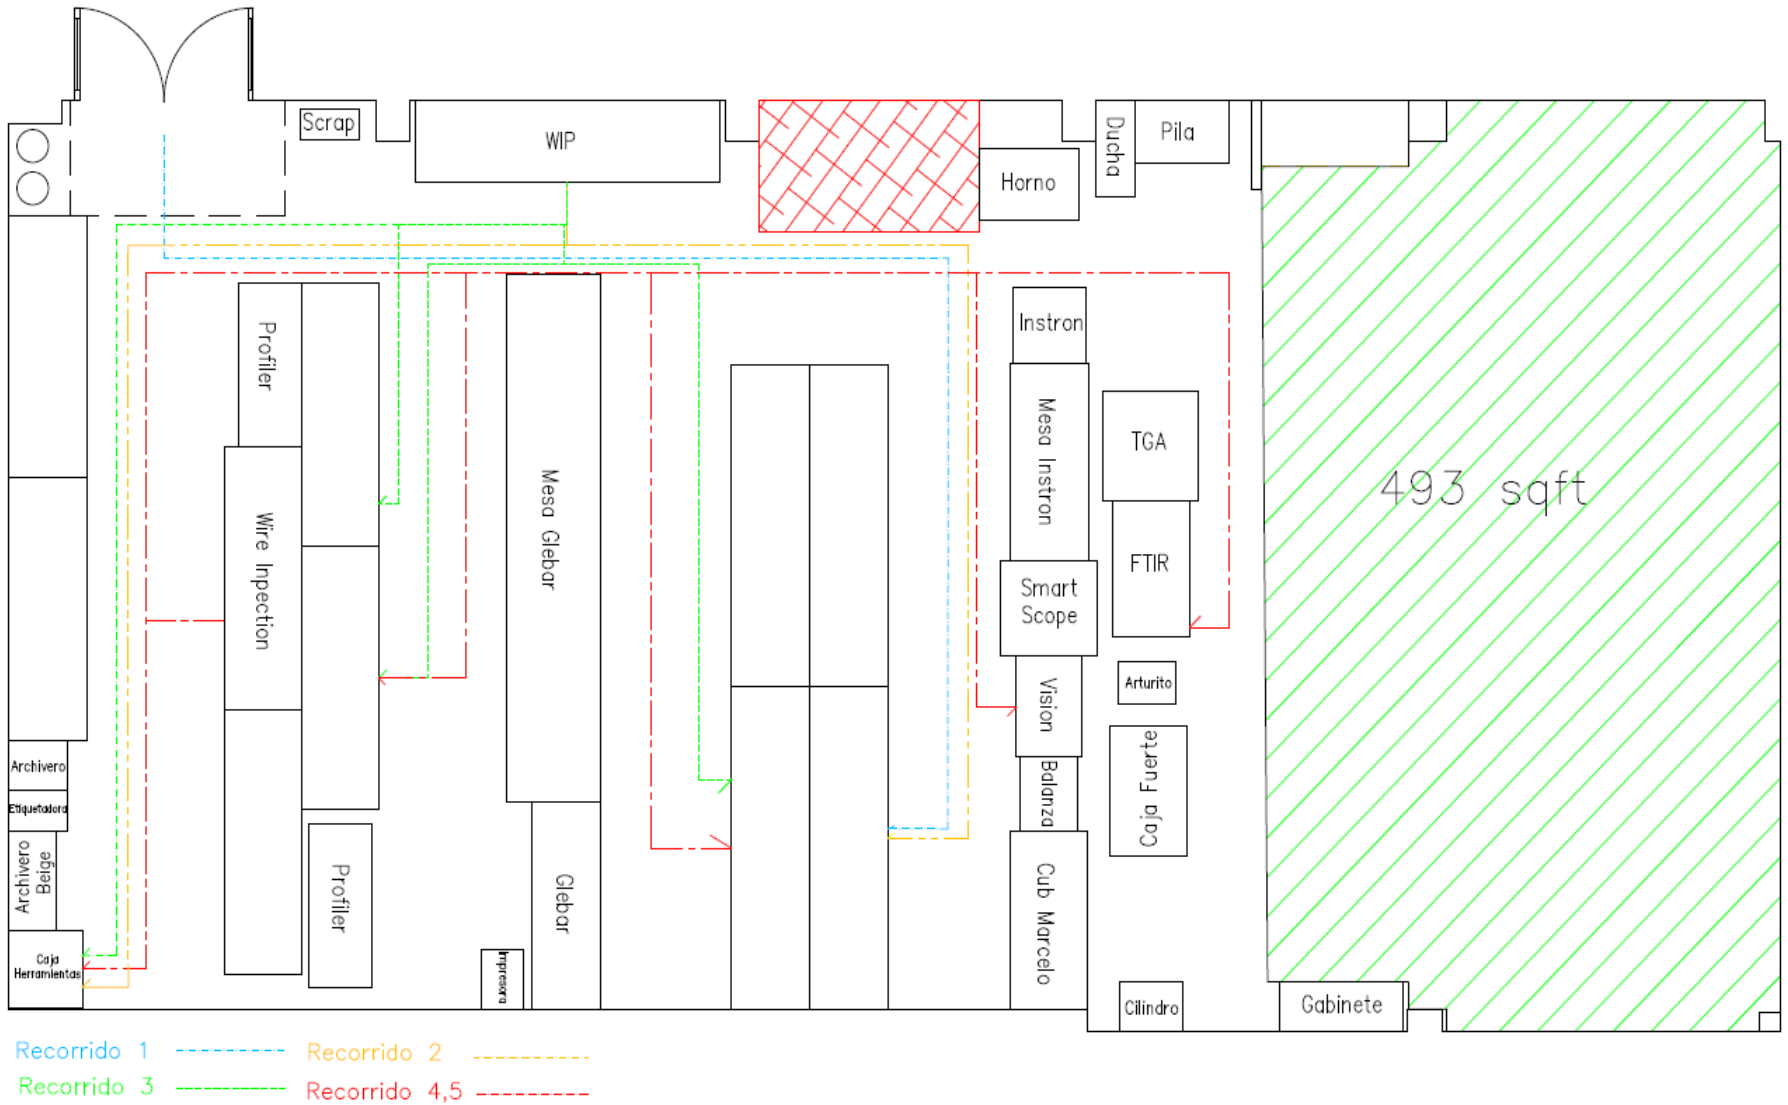 Scrap
WIP
Ducha
Pila
Horno
Profiler
Instron
Mesa Instron
TGA
493 sqft
Mesa Glebar
Wire Inpection
FTIR
Smart
Scope
Vision
Arturito
Archivero
Etiquetadora
Balanza
Caja Fuerte
Archivero
Beige
Profiler
Glebar
Cub Marcelo
Caja
Herramientas
Impresora
Cilindro
Gabinete
Recorrido 1
Recorrido 2
Recorrido 3
Recorrido 4,5